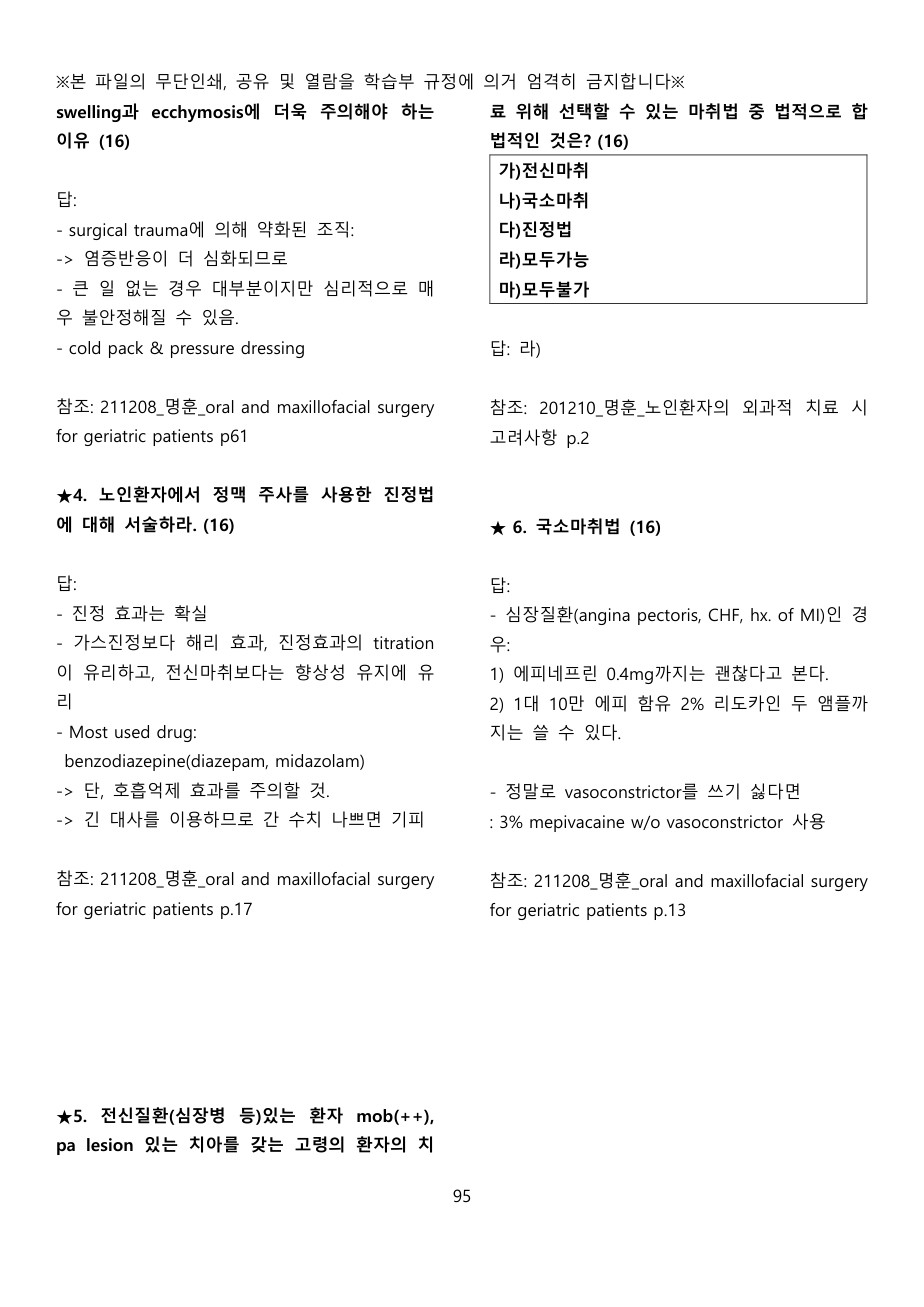 ※본 파일의 무단인쇄, 공유 및 열람을 학습부 규정에 의거 엄격히 금지합니다※
swelling과 ecchymosis에 더욱 주의해야 하는
이유 (16)
답:
- surgical trauma에 의해 약화된 조직:
-> 염증반응이 더 심화되므로
- 큰 일 없는 경우 대부분이지만 심리적으로 매
우 불안정해질 수 있음.
- cold pack & pressure dressing
참조: 211208_명훈_oral and maxillofacial surgery
for geriatric patients p61
★4. 노인환자에서 정맥 주사를 사용한 진정법
에 대해 서술하라. (16)
답:
- 진정 효과는 확실
- 가스진정보다 해리 효과, 진정효과의 titration
이 유리하고, 전신마취보다는 향상성 유지에 유
리
- Most used drug:
benzodiazepine(diazepam, midazolam)
-> 단, 호흡억제 효과를 주의할 것.
-> 긴 대사를 이용하므로 간 수치 나쁘면 기피
참조: 211208_명훈_oral and maxillofacial surgery
for geriatric patients p.17
★5. 전신질환(심장병 등)있는 환자 mob(++),
pa lesion 있는 치아를 갖는 고령의 환자의 치
료 위해 선택할 수 있는 마취법 중 법적으로 합
법적인 것은? (16)
가)전신마취
나)국소마취
다)진정법
라)모두가능
마)모두불가
답: 라)
참조: 201210_명훈_노인환자의 외과적 치료 시
고려사항 p.2
★ 6. 국소마취법 (16)
답:
- 심장질환(angina pectoris, CHF, hx. of MI)인 경
우:
1) 에피네프린 0.4mg까지는 괜찮다고 본다.
2) 1대 10만 에피 함유 2% 리도카인 두 앰플까
지는 쓸 수 있다.
- 정말로 vasoconstrictor를 쓰기 싫다면
: 3% mepivacaine w/o vasoconstrictor 사용
참조: 211208_명훈_oral and maxillofacial surgery
for geriatric patients p.13
95